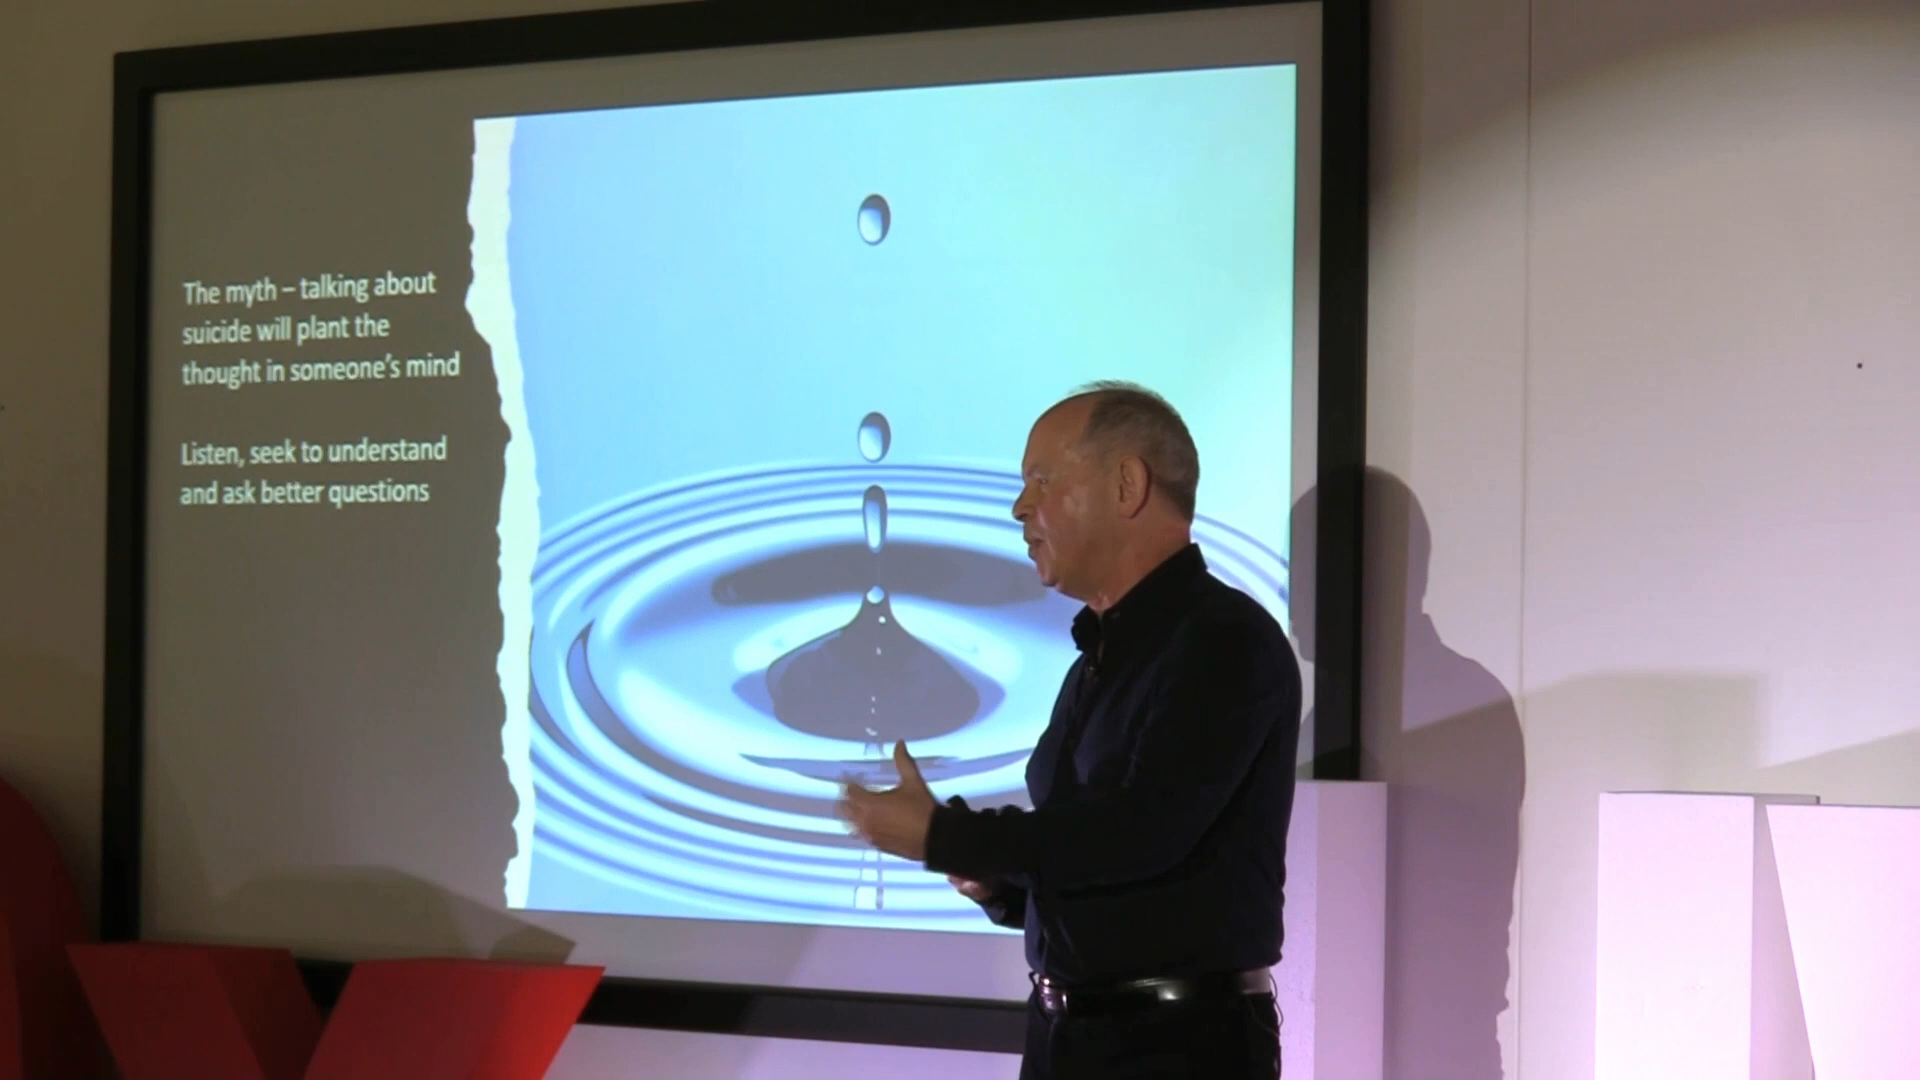 The myth – talking about
suicide will plant the
thought in someone's mind
Listen, seek to understand
and ask better questions